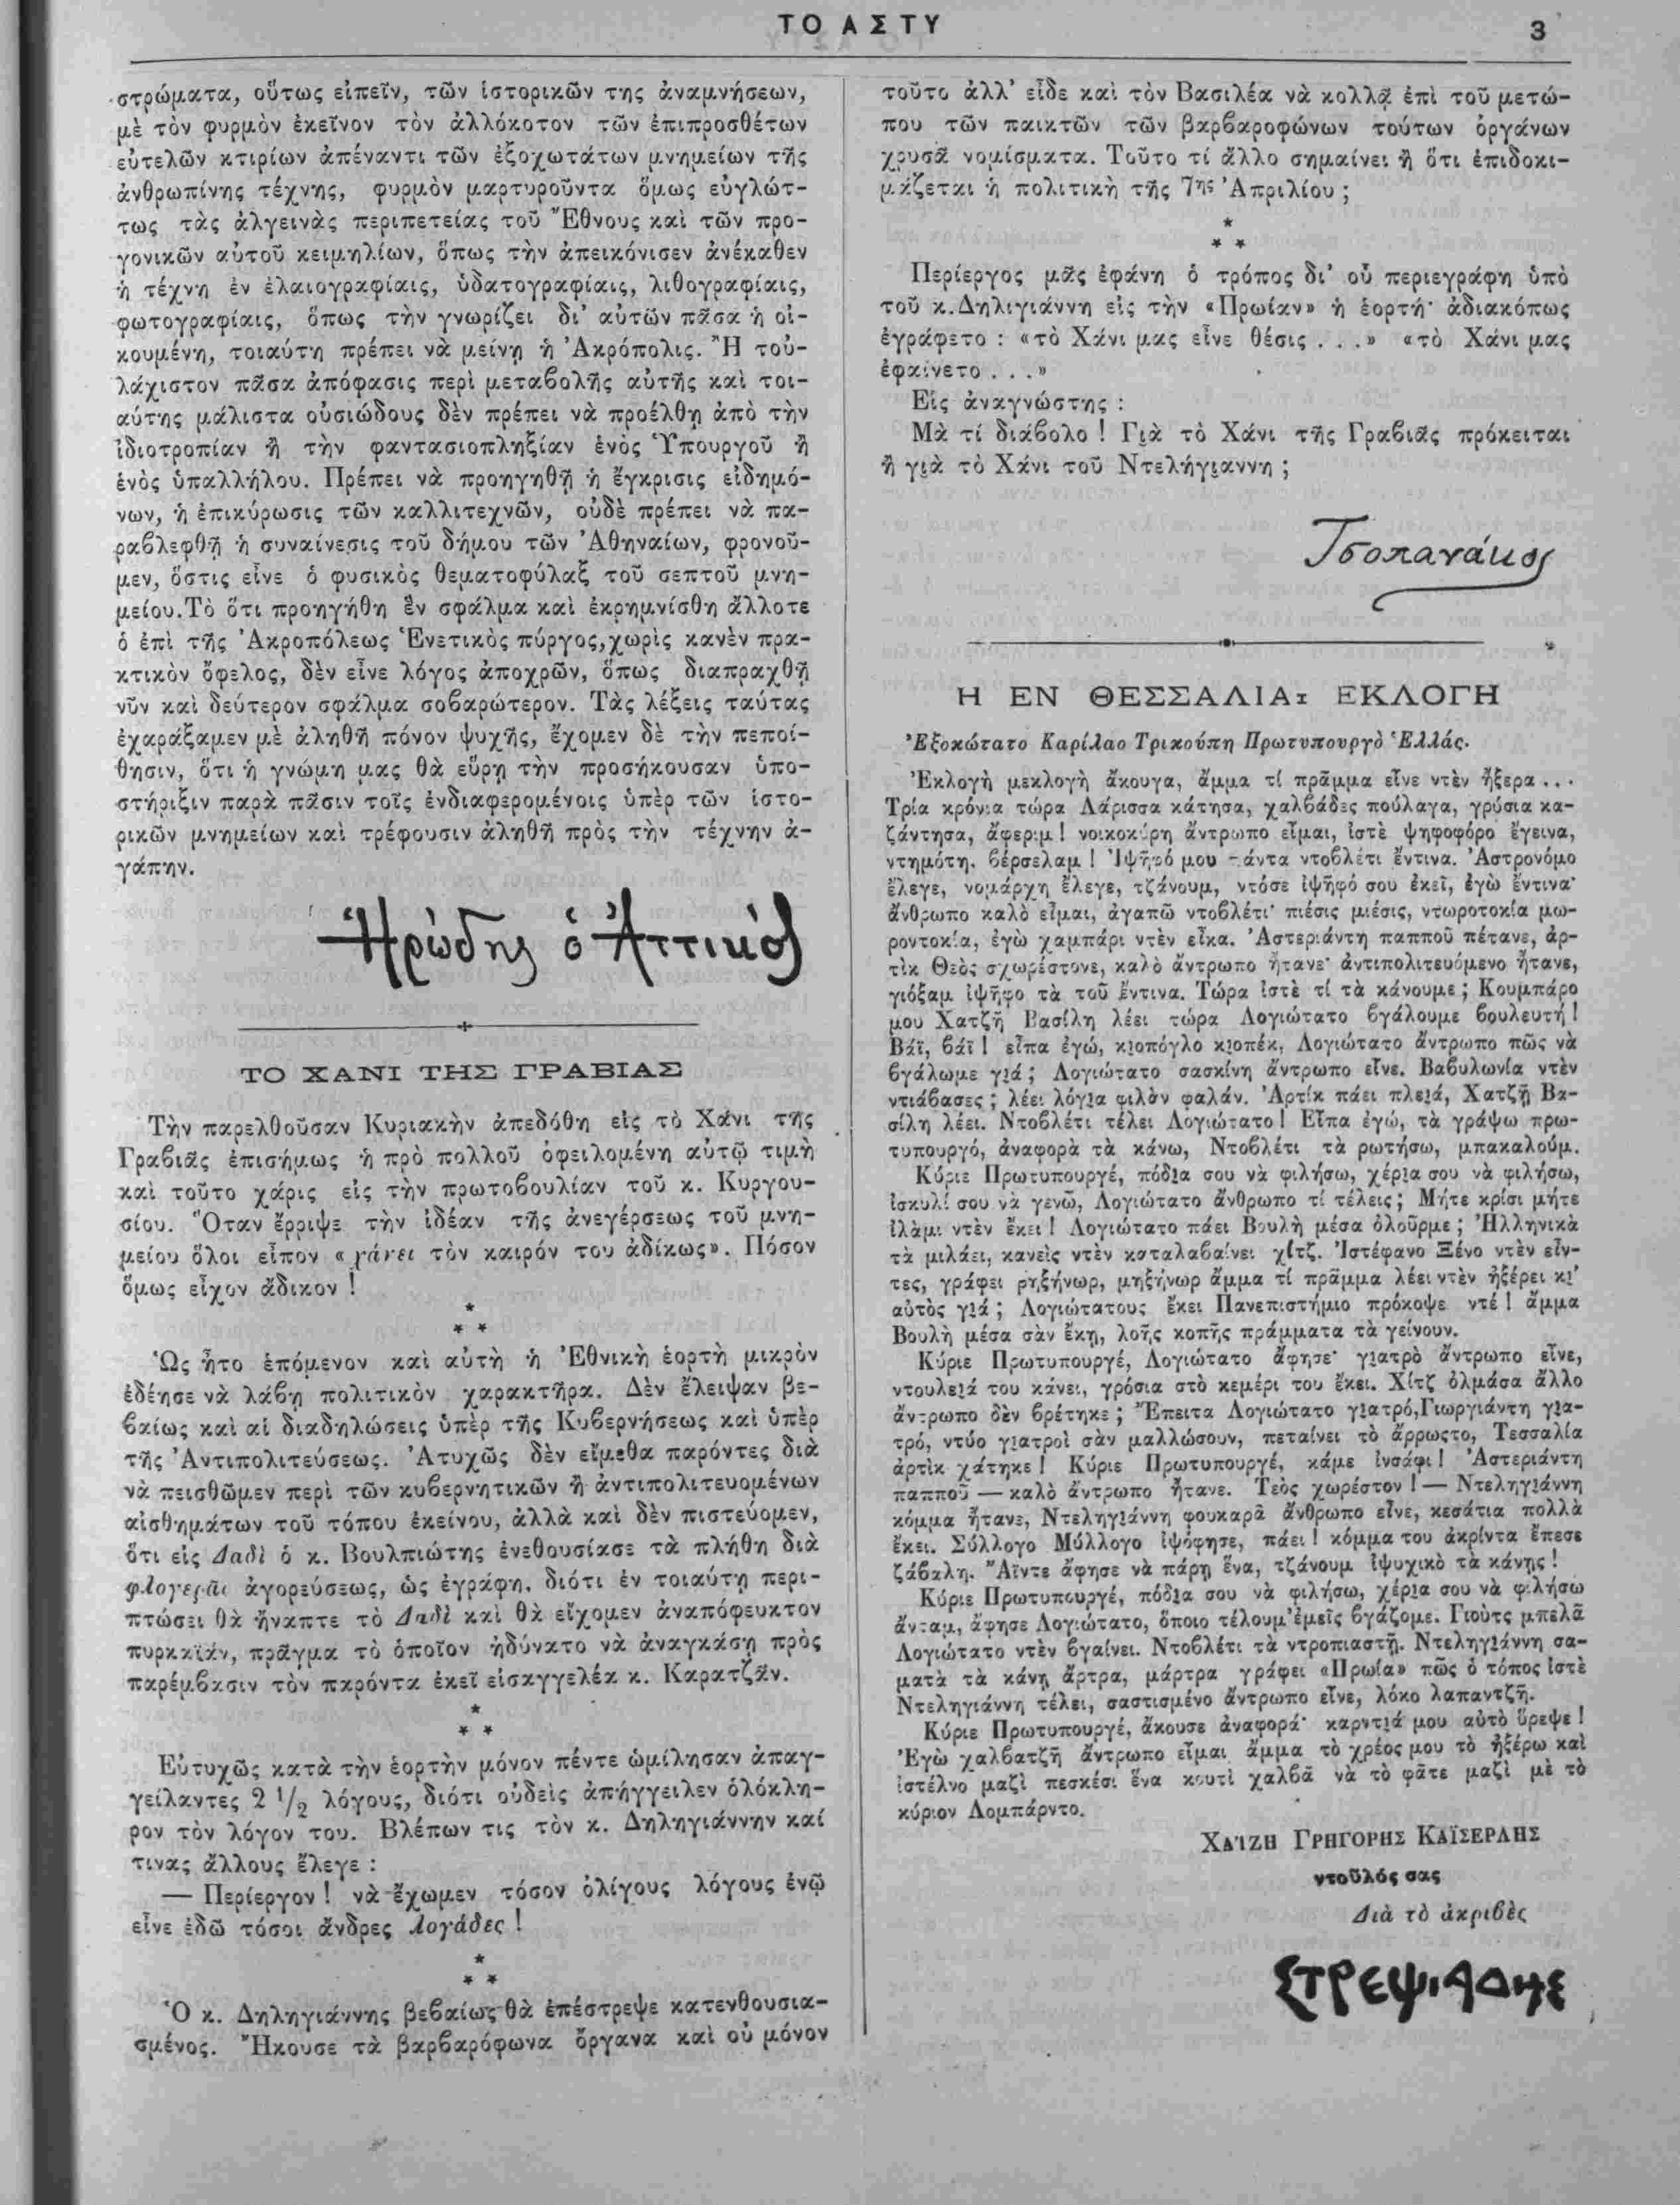 ΤΟ ΑΣΤΥ
3
στρώματα, οὕτως εἰπεῖν, τῶν ἱστορικῶν της ἀναμνήσεων,
μὲ τὸν φυρμὸν ἐκεῖνον τὸν ἀλλόκοτον τῶν ἐπιπροσθέτων
εὐτελῶν κτιρίων ἀπέναντι τῶν ἐξοχωτάτων μνημείων τῆς
ἀνθρωπίνης τέχνης, φυρμὸν μαρτυροῦντα ὅμως εὐγλώτ-
τως τὰς ἀλγεινὰς περιπετείας τοῦ Ἔθνους καὶ τῶν προ-
γονικῶν αὐτοῦ κειμηλίων, ὅπως τὴν ἀπεικόνισεν ἀνέκαθεν
ἡ τέχνη ἐν ἐλαιογραφίαις, ὑδατογραφίαις, λιθογραφίαις,
φωτογραφίαις, ὅπως τὴν γνωρίζει δι' αὐτῶν πᾶσα ἡ οἰ-
κουμένη, τοιαύτη πρέπει νὰ μείνῃ ἡ Ἀκρόπολις. Ἢ τοὐ-
λάχιστον πᾶσα ἀπόφασις περὶ μεταβολῆς αὐτῆς καὶ τοι-
αύτης μάλιστα οὐσιώδους δὲν πρέπει νὰ προέλθῃ ἀπὸ τὴν
ἰδιοτροπίαν ἢ τὴν φαντασιοπληξίαν ἑνὸς Ὑπουργοῦ ἢ
ἑνὸς ὑπαλλήλου. Πρέπει νὰ προηγηθῇ ἡ ἔγκρισις εἰδημό-
νων, ἡ ἐπικύρωσις τῶν καλλιτεχνῶν, οὐδὲ πρέπει νὰ πα-
ραβλεφθῇ ἡ συναίνεσις τοῦ δήμου τῶν Ἀθηναίων, φρονοῦ-
μεν, ὅστις εἶνε ὁ φυσικὸς θεματοφύλαξ τοῦ σεπτοῦ μνη-
μείου. Τὸ ὅτι προηγήθη ἓν σφάλμα καὶ ἐκρημνίσθη ἄλλοτε
ὁ ἐπὶ τῆς Ἀκροπόλεως Ἑνετικὸς πύργος, χωρὶς κανὲν πρα-
κτικὸν ὄφελος, δὲν εἶνε λόγος ἀποχρῶν, ὅπως διαπραχθῇ
νῦν καὶ δεύτερον σφάλμα σοβαρώτερον. Τὰς λέξεις ταύτας
ἐχαράξαμεν μὲ ἀληθῆ πόνον ψυχῆς, ἔχομεν δὲ τὴν πεποί-
θησιν, ὅτι ἡ γνώμη μας θὰ εὕρῃ τὴν προσήκουσαν ὑπο-
στήριξιν παρὰ πᾶσιν τοῖς ἐνδιαφερομένοις ὑπὲρ τῶν ἱστο-
ρικῶν μνημείων καὶ τρέφουσιν ἀληθῆ πρὸς τὴν τέχνην ἀ-
γάπην.
Ἡρώδης ὁ Ἀττικός
ΤΟ ΧΑΝΙ ΤΗΣ ΓΡΑΒΙΑΣ
Τὴν παρελθοῦσαν Κυριακὴν ἀπεδόθη εἰς τὸ Χάνι τῆς
Γραβιᾶς ἐπισήμως ἡ πρὸ πολλοῦ ὀφειλομένη αὐτῷ τιμὴ
καὶ τοῦτο χάρις εἰς τὴν πρωτοβουλίαν τοῦ κ. Κυργου-
σίου. Ὅταν ἔρριψε τὴν ἰδέαν τῆς ἀνεγέρσεως τοῦ μνη-
μείου ὅλοι εἶπον «χάνει τὸν καιρόν του ἀδίκως». Πόσον
ὅμως εἶχον ἄδικον !
*
* *
Ὡς ἦτο ἑπόμενον καὶ αὐτὴ ἡ Ἐθνικὴ ἑορτὴ μικρὸν
ἐδέησε νὰ λάβῃ πολιτικὸν χαρακτῆρα. Δὲν ἔλειψαν βε-
βαίως καὶ αἱ διαδηλώσεις ὑπὲρ τῆς Κυβερνήσεως καὶ ὑπὲρ
τῆς Ἀντιπολιτεύσεως. Ἀτυχῶς δὲν εἴμεθα παρόντες διὰ
νὰ πεισθῶμεν περὶ τῶν κυβερνητικῶν ἢ ἀντιπολιτευομένων
αἰσθημάτων τοῦ τόπου ἐκείνου, ἀλλὰ καὶ δὲν πιστεύομεν,
ὅτι εἰς Δαδὶ ὁ κ. Βουλπιώτης ἐνεθουσίασε τὰ πλήθη διὰ
φλογερᾶς ἀγορεύσεως, ὡς ἐγράφη, διότι ἐν τοιαύτῃ περι-
πτώσει θὰ ἤναπτε τὸ Δαδὶ καὶ θὰ εἴχομεν ἀναπόφευκτον
πυρκαϊάν, πρᾶγμα τὸ ὁποῖον ἠδύνατο νὰ ἀναγκάσῃ πρὸς
παρέμβασιν τὸν παρόντα ἐκεῖ εἰσαγγελέα κ. Καρατζᾶν.
*
* *
Εὐτυχῶς κατὰ τὴν ἑορτὴν μόνον πέντε ὡμίλησαν ἀπαγ-
γείλαντες 2 1/2 λόγους, διότι οὐδεὶς ἀπήγγειλεν ὁλόκλη-
ρον τὸν λόγον του. Βλέπων τις τὸν κ. Δηληγιάννην καί
τινας ἄλλους ἔλεγε :
— Περίεργον ! νὰ ἔχωμεν τόσον ὀλίγους λόγους ἐνῷ
εἶνε ἐδῶ τόσοι ἄνδρες λογάδες !
*
* *
Ὁ κ. Δηληγιάννης βεβαίως θὰ ἐπέστρεψε κατενθουσια-
σμένος. Ἤκουσε τὰ βαρβαρόφωνα ὄργανα καὶ οὐ μόνον
τοῦτο ἀλλ' εἶδε καὶ τὸν Βασιλέα νὰ κολλᾷ ἐπὶ τοῦ μετώ-
που τῶν παικτῶν τῶν βαρβαροφώνων τούτων ὀργάνων
χρυσᾶ νομίσματα. Τοῦτο τί ἄλλο σημαίνει ἢ ὅτι ἐπιδοκι-
μάζεται ἡ πολιτικὴ τῆς 7ης Ἀπριλίου ;
*
* *
Περίεργος μᾶς ἐφάνη ὁ τρόπος δι' οὗ περιεγράφη ὑπὸ
τοῦ κ. Δηλιγιάννη εἰς τὴν «Πρωίαν» ἡ ἑορτή· ἀδιακόπως
ἐγράφετο : «τὸ Χάνι μας εἶνε θέσις . . .» «τὸ Χάνι μας
ἐφαίνετο . . .»
Εἷς ἀναγνώστης :
Μὰ τί διάβολο ! Γιὰ τὸ Χάνι τῆς Γραβιᾶς πρόκειται
ἢ γιὰ τὸ Χάνι τοῦ Ντελήγιαννη ;
Τσοπανάκος
Η ΕΝ ΘΕΣΣΑΛΙΑΙ ΕΚΛΟΓΗ
Ἐξοκώτατο Καρίλαο Τρικούπη Πρωτυπουργὸ Ἑλλάς.
Ἐκλογὴ μεκλογὴ ἄκουγα, ἄμμα τί πρᾶμμα εἶνε ντὲν ἤξερα...
Τρία κρόνια τώρα Λάρισσα κάτησα, χαλβάδες πούλαγα, γρύσια κα-
ζάντησα, ἄφεριμ ! νοικοκύρη ἄντρωπο εἶμαι, ἰστὲ ψηφοφόρο ἔγεινα,
ντημότη. βέρσελαμ ! Ἰψῆφό μου πάντα ντοβλέτι ἔντινα. Ἀστρονόμο
ἔλεγε, νομάρχη ἔλεγε, τζάνουμ, ντόσε ἰψῆφό σου ἐκεῖ, ἐγὼ ἔντινα·
ἄνθρωπο καλὸ εἶμαι, ἀγαπῶ ντοβλέτι· πιέσις μιέσις, ντωροτοκία μω-
ροντοκία, ἐγὼ χαμπάρι ντὲν εἶκα. Ἀστεριάντη παπποῦ πέτανε, ἀρ-
τὶκ Θεὸς σχωρέστονε, καλὸ ἄντρωπο ἤτανε· ἀντιπολιτευόμενο ἤτανε,
γιόξαμ ἰψῆφο τὰ τοῦ ἔντινα. Τώρα ἰστὲ τί τὰ κάνουμε ; Κουμπάρο
μου Χατζῆ Βασίλη λέει τώρα Λογιώτατο βγάλουμε βουλευτή !
Βάϊ, βάϊ ! εἶπα ἐγώ, κιοπόγλο κιοπέκ, Λογιώτατο ἄντρωπο πῶς νὰ
βγάλωμε γιά ; Λογιώτατο σασκίνη ἄντρωπο εἶνε. Βαβυλωνία ντὲν
ντιάβασες ; λέει λόγια φιλὰν φαλάν. Ἀρτὶκ πάει πλειά, Χατζῆ Βα-
σίλη λέει. Ντοβλέτι τέλει Λογιώτατο ! Εἶπα ἐγώ, τὰ γράψω πρω-
τυπουργό, ἀναφορὰ τὰ κάνω, Ντοβλέτι τὰ ρωτήσω, μπακαλούμ.
Κύριε Πρωτυπουργέ, πόδια σου νὰ φιλήσω, χέρια σου νὰ φιλήσω,
ἰσκυλί σου νὰ γενῶ, Λογιώτατο ἄνθρωπο τί τέλεις ; Μήτε κρίσι μήτε
ἰλὰμι ντὲν ἔκει ! Λογιώτατο πάει Βουλὴ μέσα ὁλοῦρμε ; Ἡλληνικὰ
τὰ μιλάει, κανεὶς ντὲν καταλαβαίνει χίτζ. Ἰστέφανο Ξένο ντὲν εἶν-
τες, γράφει ρηξήνωρ, μηξήνωρ ἄμμα τί πρᾶμμα λέει ντὲν ἠξέρει κι'
αὐτὸς γιά ; Λογιώτατους ἔκει Πανεπιστήμιο πρόκοψε ντέ ! ἄμμα
Βουλὴ μέσα σὰν ἔκῃ, λοῆς κοπῆς πράμματα τὰ γείνουν.
Κύριε Πρωτυπουργέ, Λογιώτατο ἄφησε· γιατρὸ ἄντρωπο εἶνε,
ντουλειά του κάνει, γρόσια στὸ κεμέρι του ἔκει. Χὶτζ ὀλμάσα ἄλλο
ἄντρωπο δὲν βρέτηκε ; Ἔπειτα Λογιώτατο γιατρό, Γιωργιάντη για-
τρό, ντύο γιατροὶ σὰν μαλλώσουν, πεταίνει τὸ ἄρρωστο, Τεσσαλία
ἀρτὶκ χάτηκε ! Κύριε Πρωτυπουργέ, κάμε ἰνσάφι ! Ἀστεριάντη
παπποῦ — καλὸ ἄντρωπο ἤτανε. Τεὸς χωρέστον ! — Ντεληγιάννη
κόμμα ἤτανε, Ντεληγιάννη φουκαρᾶ ἄνθρωπο εἶνε, κεσάτια πολλὰ
ἔκει. Σύλλογο Μύλλογο ἰψόφησε, πάει ! κόμμα του ἀκρίντα ἔπεσε
ζάβαλη. Ἄϊντε ἄφησε νὰ πάρῃ ἕνα, τζάνουμ ἰψυχικὸ τὰ κάνῃς !
Κύριε Πρωτυπουργέ, πόδια σου νὰ φιλήσω, χέρια σου νὰ φιλήσω
ἄνταμ, ἄφησε Λογιώτατο, ὅποιο τέλουμ' ἐμεῖς βγάζομε. Γιοὺτς μπελᾶ
Λογιώτατο ντὲν βγαίνει. Ντοβλέτι τὰ ντροπιαστῇ. Ντεληγιάννη σα-
ματὰ τὰ κάνῃ ἄρτρα, μάρτρα γράφει «Πρωία» πῶς ὁ τόπος ἰστὲ
Ντεληγιάννη τέλει, σαστισμένο ἄντρωπο εἶνε, λόκο λαπαντζῆ.
Κύριε Πρωτυπουργέ, ἄκουσε ἀναφορά· καρντιά μου αὐτὸ ὕρεψε !
Ἐγὼ χαλβατζῆ ἄντρωπο εἶμαι ἄμμα τὸ χρέος μου τὸ ἠξέρω καὶ
ἰστέλνο μαζὶ πεσκέσι ἕνα κουτὶ χαλβᾶ νὰ τὸ φᾶτε μαζὶ μὲ τὸ
κύριον Λομπάρντο.
ΧΑΤΖΗ ΓΡΗΓΟΡΗΣ ΚΑΪΣΕΡΛΗΣ
ντοῦλός σας
Διὰ τὸ ἀκριβὲς
ΣΤΡΕΨΙΑΔΗΣ